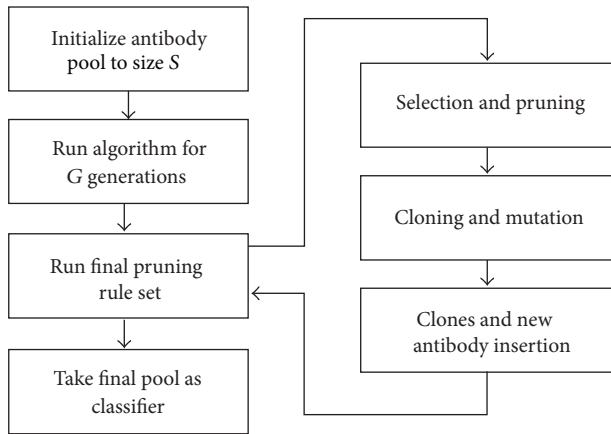 Initialize antibody
pool to size S
Run algorithm for
G generations
Run final pruning
rule set
Take final pool as
classifier
Selection and pruning
Cloning and mutation
Clones and new
antibody insertion